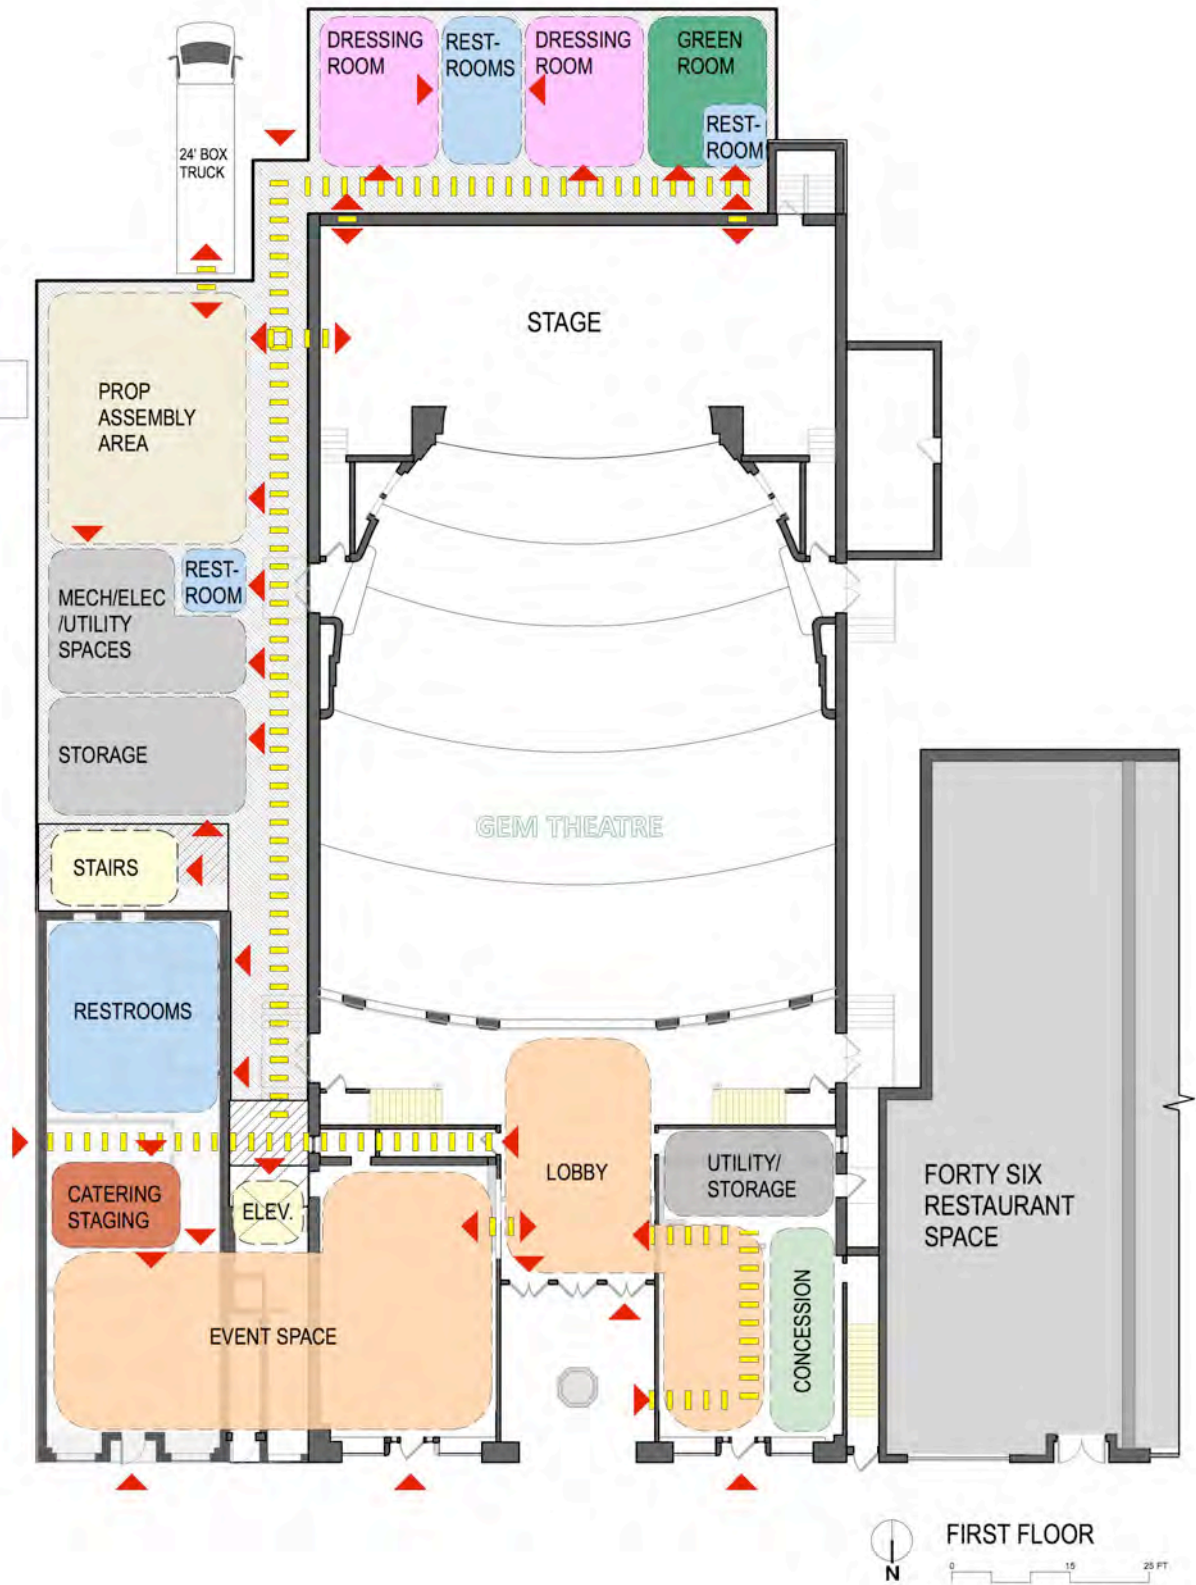 DRESSING
ROOM
REST-
ROOMS
DRESSING
ROOM
GREEN
ROOM
REST-
ROOM
24' BOX
TRUCK
STAGE
PROP
ASSEMBLY
AREA
REST-
ROOM
MECH/ELEC
/UTILITY
SPACES
STORAGE
GEM THEATRE
STAIRS
RESTROOMS
LOBBY
UTILITY/
STORAGE
CATERING
STAGING
ELEV.
FORTY SIX
RESTAURANT
SPACE
EVENT SPACE
CONCESSION
FIRST FLOOR
N
0 15 25 FT